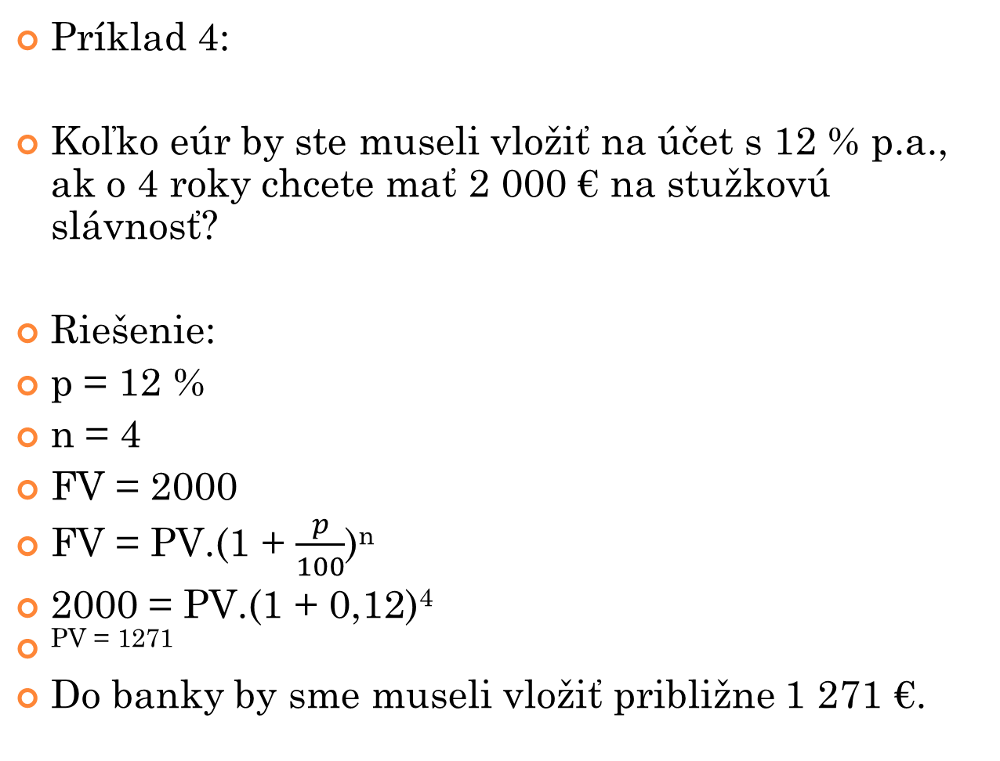 Príklad 4:
Koľko eúr by ste museli vložiť na účet s 12 % p.a.,
ak o 4 roky chcete mať 2 000 € na stužkovú
slávnosť?
Riešenie:
p = 12 %
n = 4
FV = 2000
FV = PV.(1 + p/100)ⁿ
2000 = PV.(1 + 0,12)⁴
PV = 1271
Do banky by sme museli vložiť približne 1 271 €.